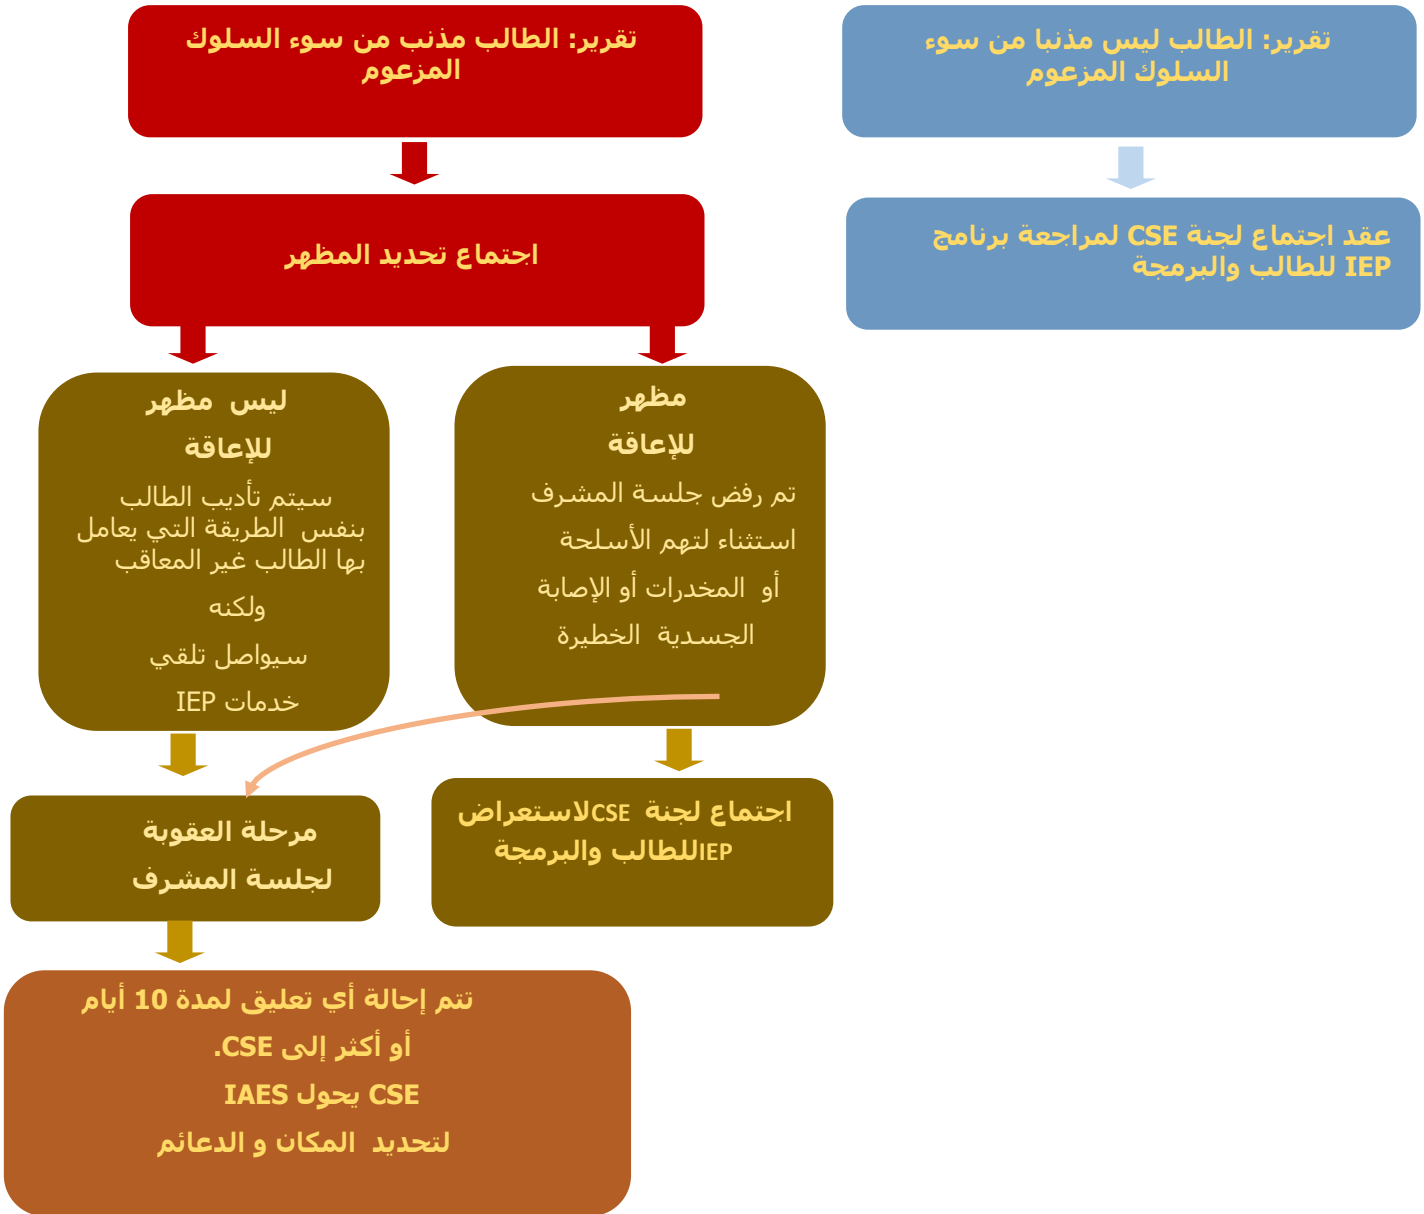 تقرير: الطالب مذنب من سوء السلوك
المزعوم
تقرير: الطالب ليس مذنبا من سوء
السلوك المزعوم
اجتماع تحديد المظهر
عقد اجتماع لجنة CSE لمراجعة برنامج
IEP للطالب والبرمجة
مظهر
للإعاقة
تم رفض جلسة المشرف
استثناء لتهم الأسلحة
أو المخدرات أو الإصابة
الجسدية الخطيرة
ليس مظهر
للإعاقة
سيتم تأديب الطالب
بنفس الطريقة التي يعامل
بها الطالب غير المعاقب
ولكنه
سيواصل تلقي
خدمات IEP
اجتماع لجنة CSEلاستعراض
IEPللطالب والبرمجة
مرحلة العقوبة
لجلسة المشرف
تتم إحالة أي تعليق لمدة 10 أيام
أو أكثر إلى CSE.
CSE يحول IAES
لتحديد المكان و الدعائم